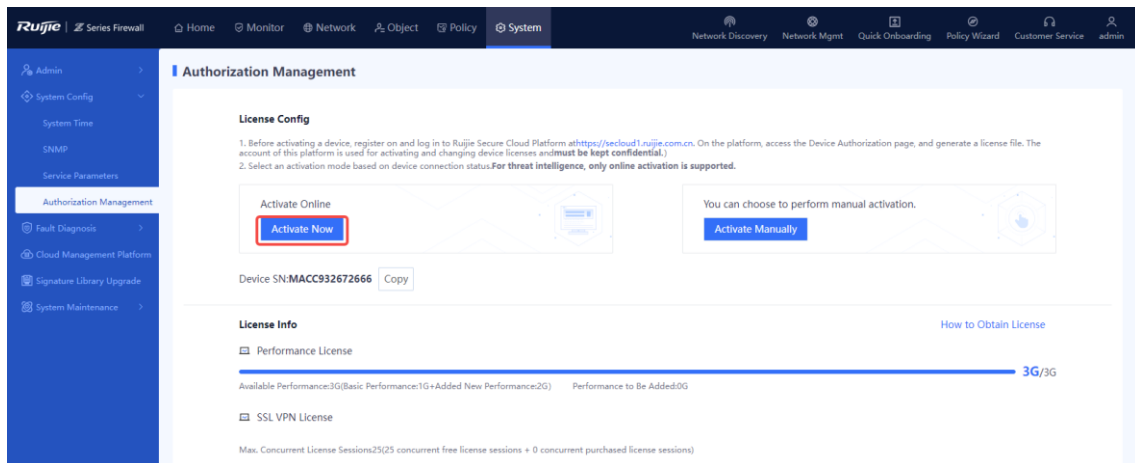 Ruijie | Z Series Firewall
Home
Monitor
Network
Object
Policy
System
Network Discovery
Network Mgmt
Quick Onboarding
Policy Wizard
Customer Service
admin
Admin
System Config
System Time
SNMP
Service Parameters
Authorization Management
Fault Diagnosis
Cloud Management Platform
Signature Library Upgrade
System Maintenance
Authorization Management
License Config
1. Before activating a device, register on and log in to Ruijie Secure Cloud Platform athttps://secloud1.ruijie.com.cn. On the platform, access the Device Authorization page, and generate a license file. (The
account of this platform is used for activating and changing device licenses andmust be kept confidential.)
2. Select an activation mode based on device connection status.For threat intelligence, only online activation is supported.
Activate Online
Activate Now
You can choose to perform manual activation.
Activate Manually
Device SN:MACC932672666 Copy
License Info
How to Obtain License
Performance License
3G/3G
Available Performance:3G(Basic Performance:1G+Added New Performance:2G) Performance to Be Added:0G
SSL VPN License
Max. Concurrent License Sessions25(25 concurrent free license sessions + 0 concurrent purchased license sessions)